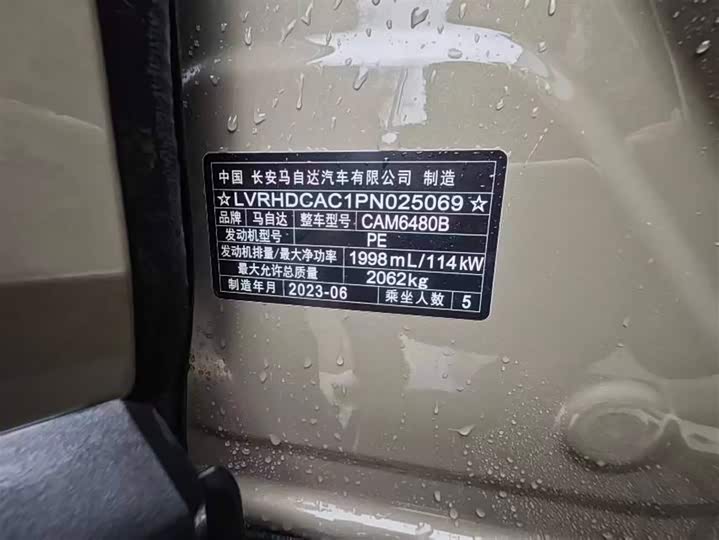 中国 长安马自达汽车有限公司 制造
☆LVRHDCAC1PN025069☆
品牌 马自达 整车型号 CAM6480B
发动机型号 PE
发动机排量/最大净功率 1998mL/114kW
最大允许总质量 2062kg
制造年月 2023-06 乘坐人数 5